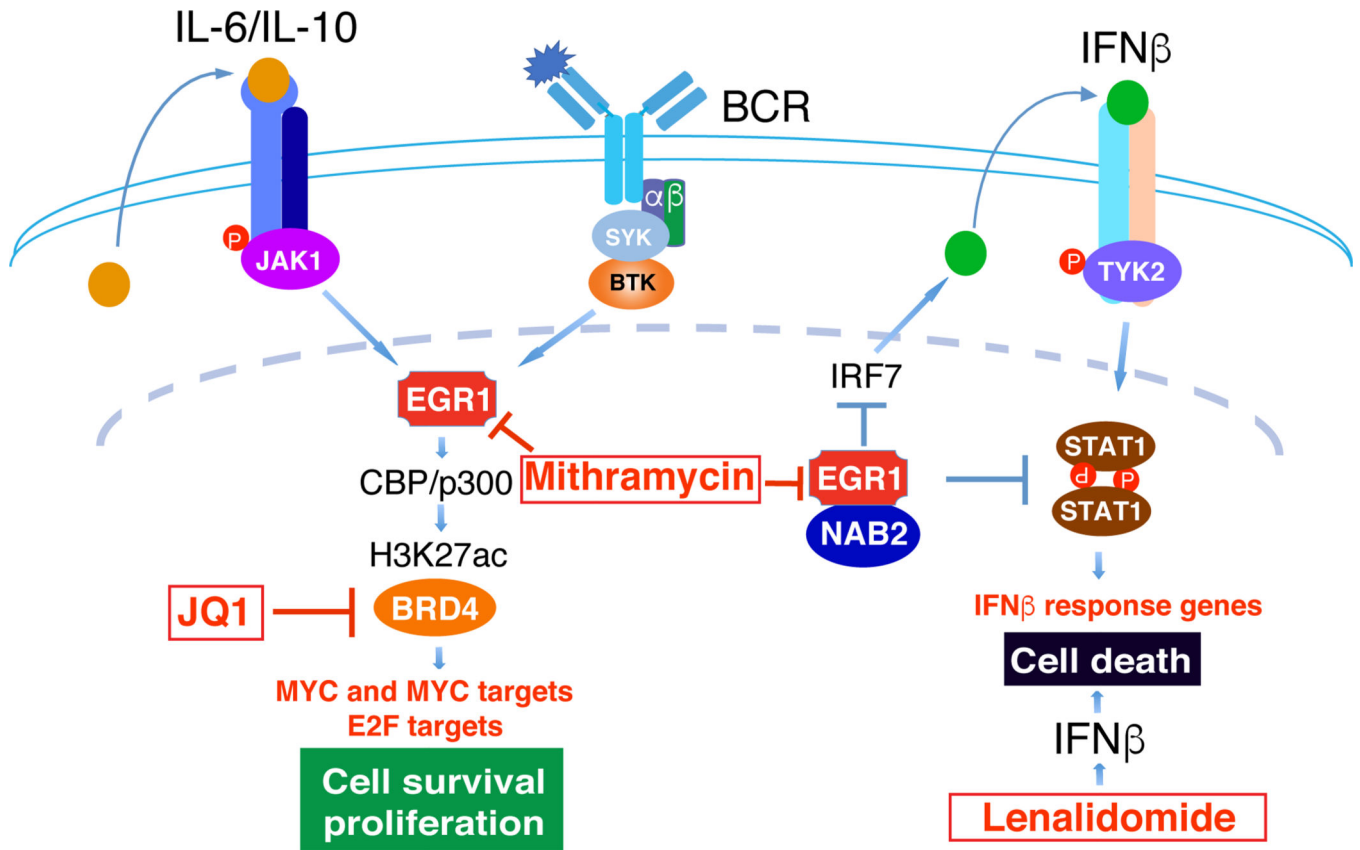 IL-6/IL-10
IFNβ
BCR
α β
P
JAK1
SYK
BTK
P
TYK2
EGR1
IRF7
CBP/p300
Mithramycin
EGR1
NAB2
STAT1
P P
STAT1
H3K27ac
JQ1
BRD4
IFNβ response genes
Cell death
MYC and MYC targets
E2F targets
IFNβ
Cell survival
proliferation
Lenalidomide